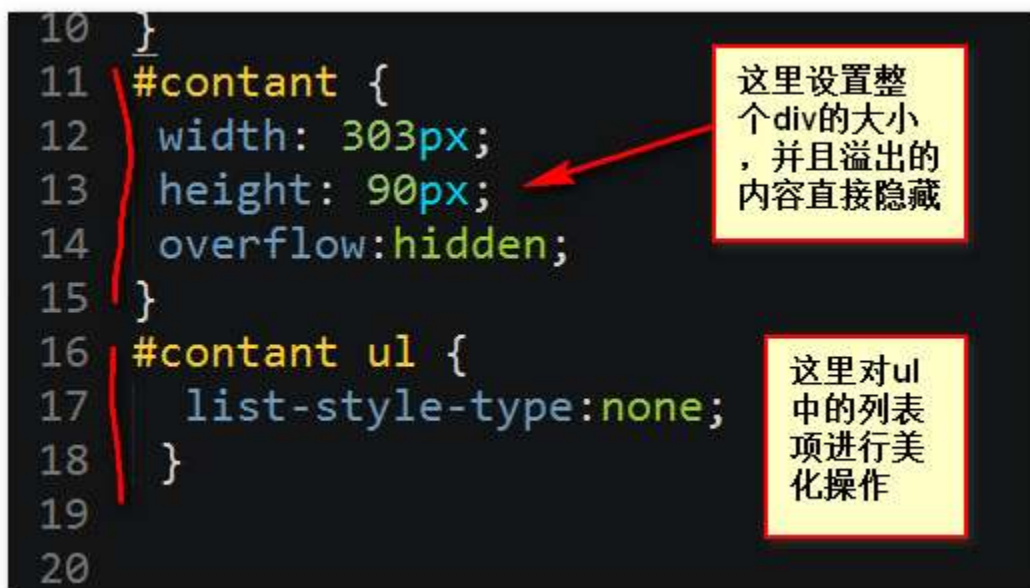 10 }
11 #contant {
12 width: 303px;
13 height: 90px;
14 overflow:hidden;
15 }
16 #contant ul {
17 list-style-type:none;
18 }
19
20
这里设置整
个div的大小
，并且溢出的
内容直接隐藏
这里对ul
中的列表
项进行美
化操作